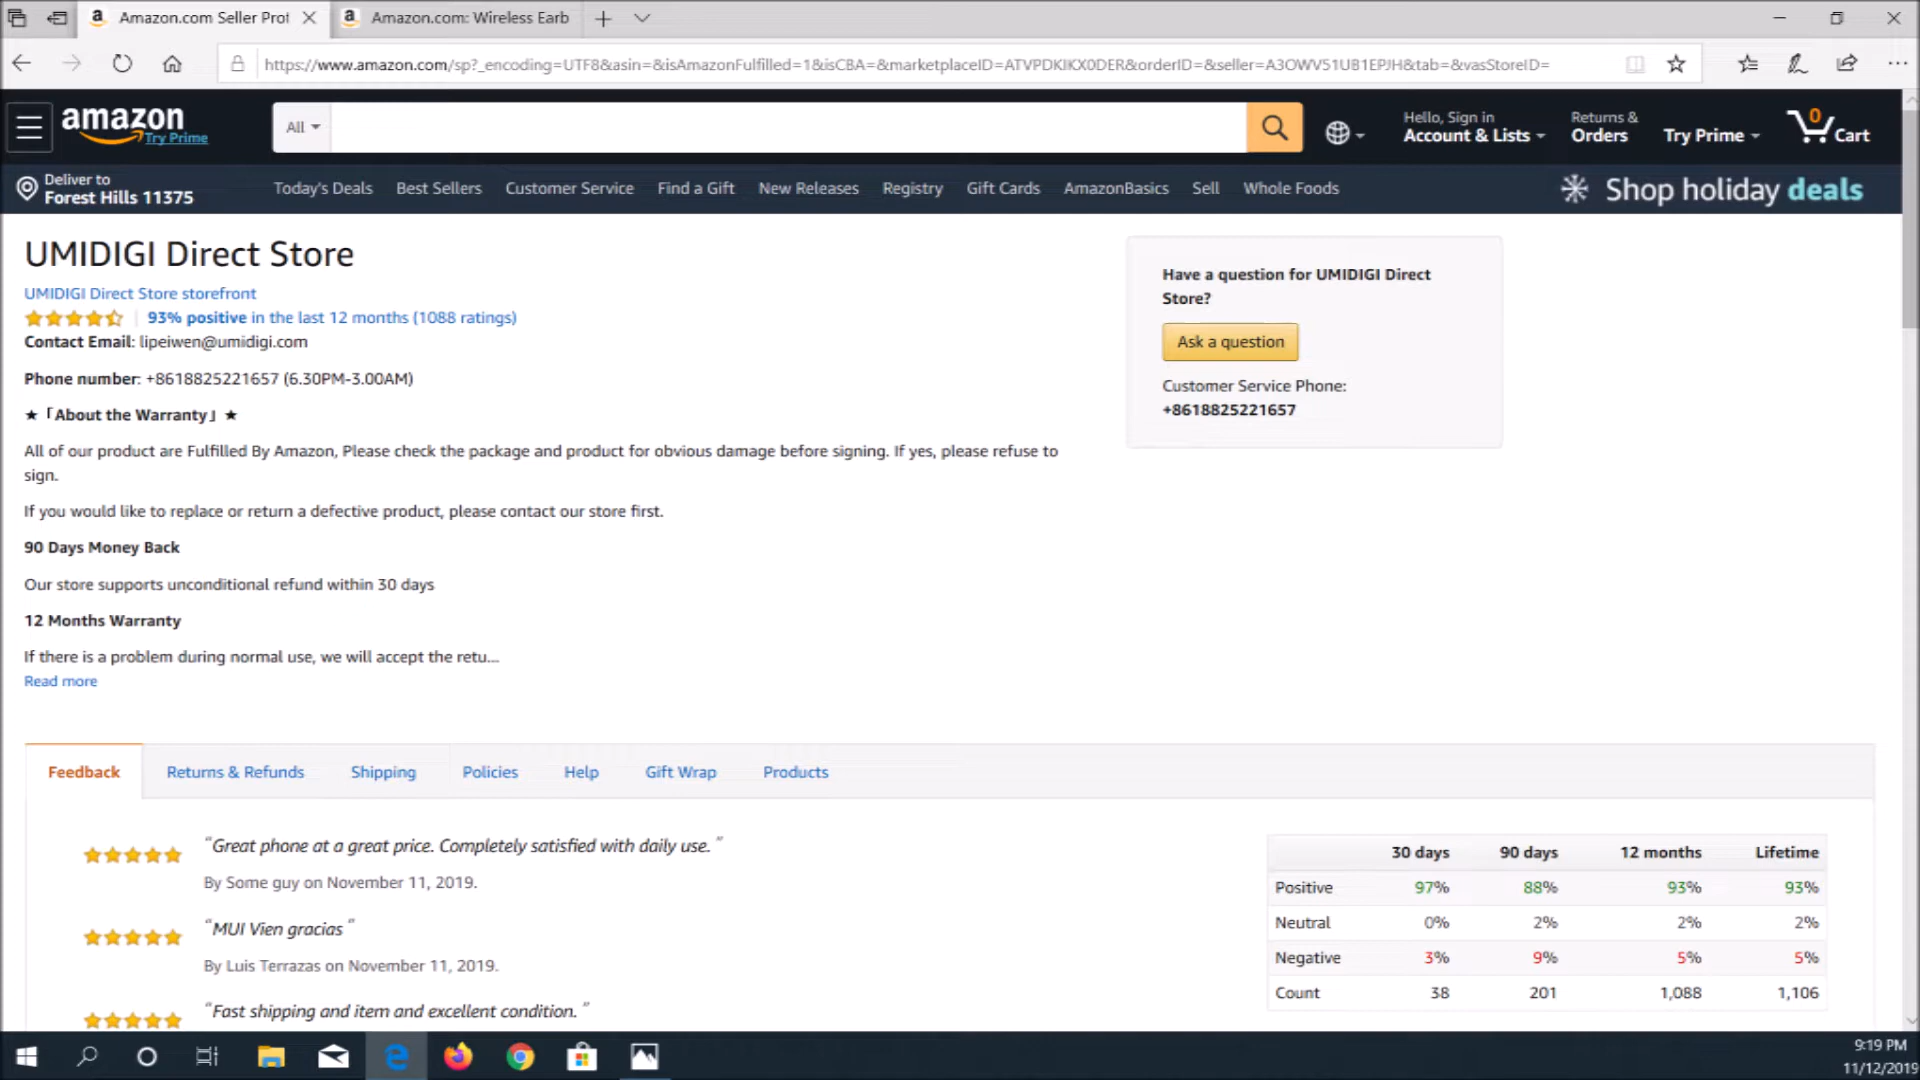 Amazon.com Seller Prof
Amazon.com: Wireless Earb
https://www.amazon.com/sp?_encoding=UTF8&asin=&isAmazonFulfilled=1&isCBA=&marketplaceID=ATVPDKIKX0DER&orderID=&seller=A3OWV51UB1EPJH&tab=&vasStoreID=
amazon
Try Prime
All
Hello, Sign in
Account & Lists
Returns &
Orders
Try Prime
0
Cart
Deliver to
Forest Hills 11375
Today's Deals
Best Sellers
Customer Service
Find a Gift
New Releases
Registry
Gift Cards
AmazonBasics
Sell
Whole Foods
Shop holiday deals
UMIDIGI Direct Store
UMIDIGI Direct Store storefront
93% positive in the last 12 months (1088 ratings)
Contact Email: lipeiwen@umidigi.com
Phone number: +8618825221657 (6.30PM-3.00AM)
★「About the Warranty」★
All of our product are Fulfilled By Amazon, Please check the package and product for obvious damage before signing. If yes, please refuse to
sign.
If you would like to replace or return a defective product, please contact our store first.
90 Days Money Back
Our store supports unconditional refund within 30 days
12 Months Warranty
If there is a problem during normal use, we will accept the retu...
Read more
Have a question for UMIDIGI Direct
Store?
Ask a question
Customer Service Phone:
+8618825221657
Feedback
Returns & Refunds
Shipping
Policies
Help
Gift Wrap
Products
"Great phone at a great price. Completely satisfied with daily use."
By Some guy on November 11, 2019.
"MUI Vien gracias"
By Luis Terrazas on November 11, 2019.
"Fast shipping and item and excellent condition."
30 days 90 days 12 months Lifetime
Positive 97% 88% 93% 93%
Neutral 0% 2% 2% 2%
Negative 3% 9% 5% 5%
Count 38 201 1,088 1,106
9:19 PM
11/12/2019